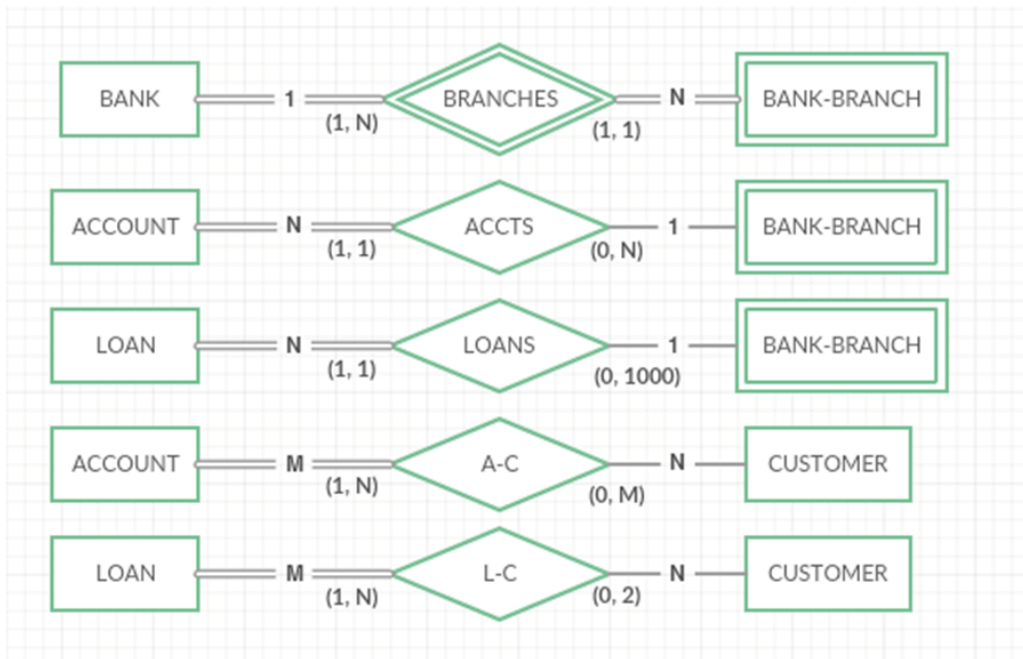 BANK 1 (1, N) BRANCHES (1, 1) N BANK-BRANCH
ACCOUNT N (1, 1) ACCTS (0, N) 1 BANK-BRANCH
LOAN N (1, 1) LOANS (0, 1000) 1 BANK-BRANCH
ACCOUNT M (1, N) A-C (0, M) N CUSTOMER
LOAN M (1, N) L-C (0, 2) N CUSTOMER